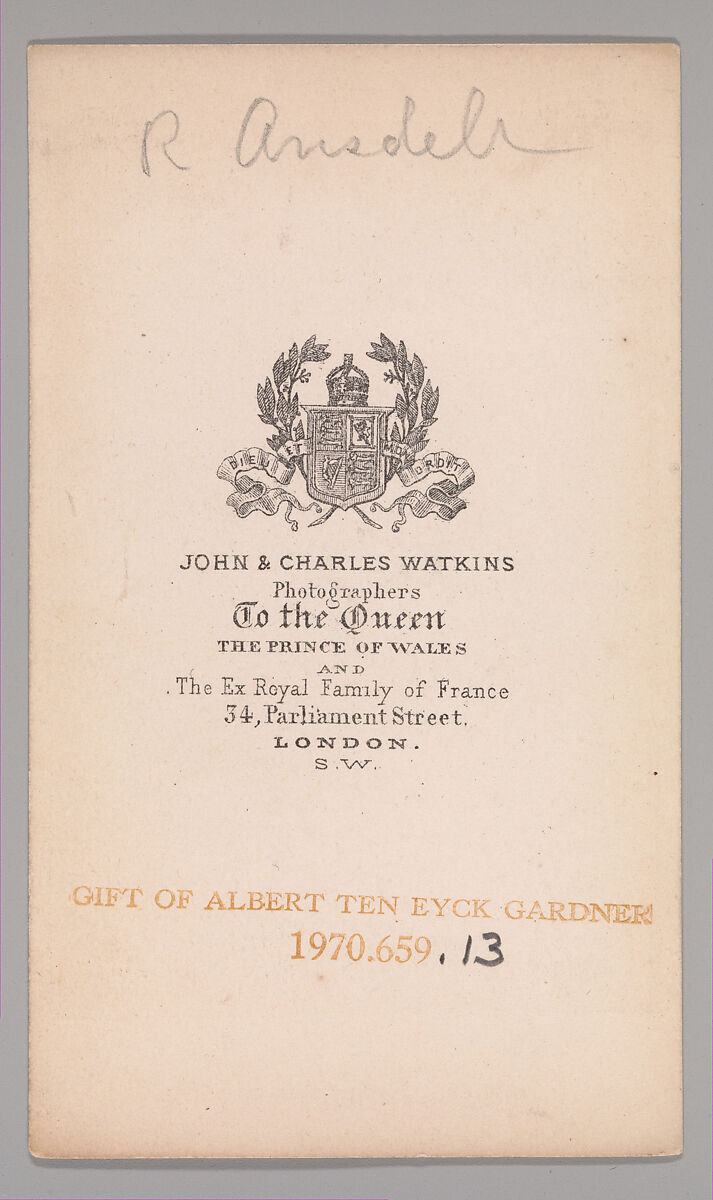 R Ansdell
DIEU ET MON DROIT
JOHN & CHARLES WATKINS
Photographers
To the Queen
THE PRINCE OF WALES
AND
The Ex Royal Family of France
34, Parliament Street.
LONDON.
S.W.
GIFT OF ALBERT TEN EYCK GARDNER
1970.659.13